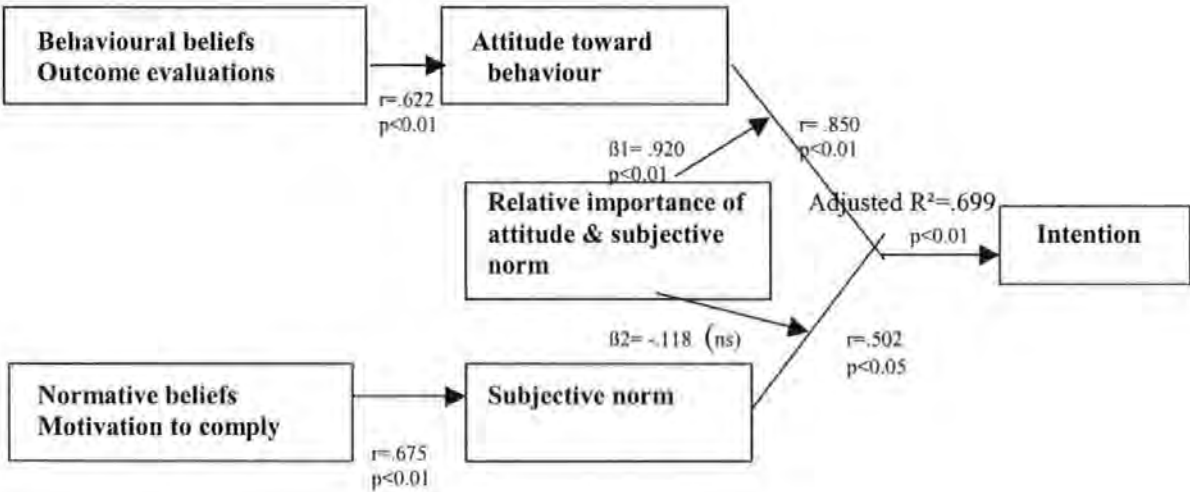 Behavioural beliefs
Outcome evaluations
r=.622
p<0.01
Attitude toward
behaviour
ß1= .920
p<0.01
r= .850
p<0.01
Relative importance of
attitude & subjective
norm
Adjusted R²=.699
p<0.01
Intention
ß2= -.118 (ns)
r=.502
p<0.05
Normative beliefs
Motivation to comply
r=.675
p<0.01
Subjective norm